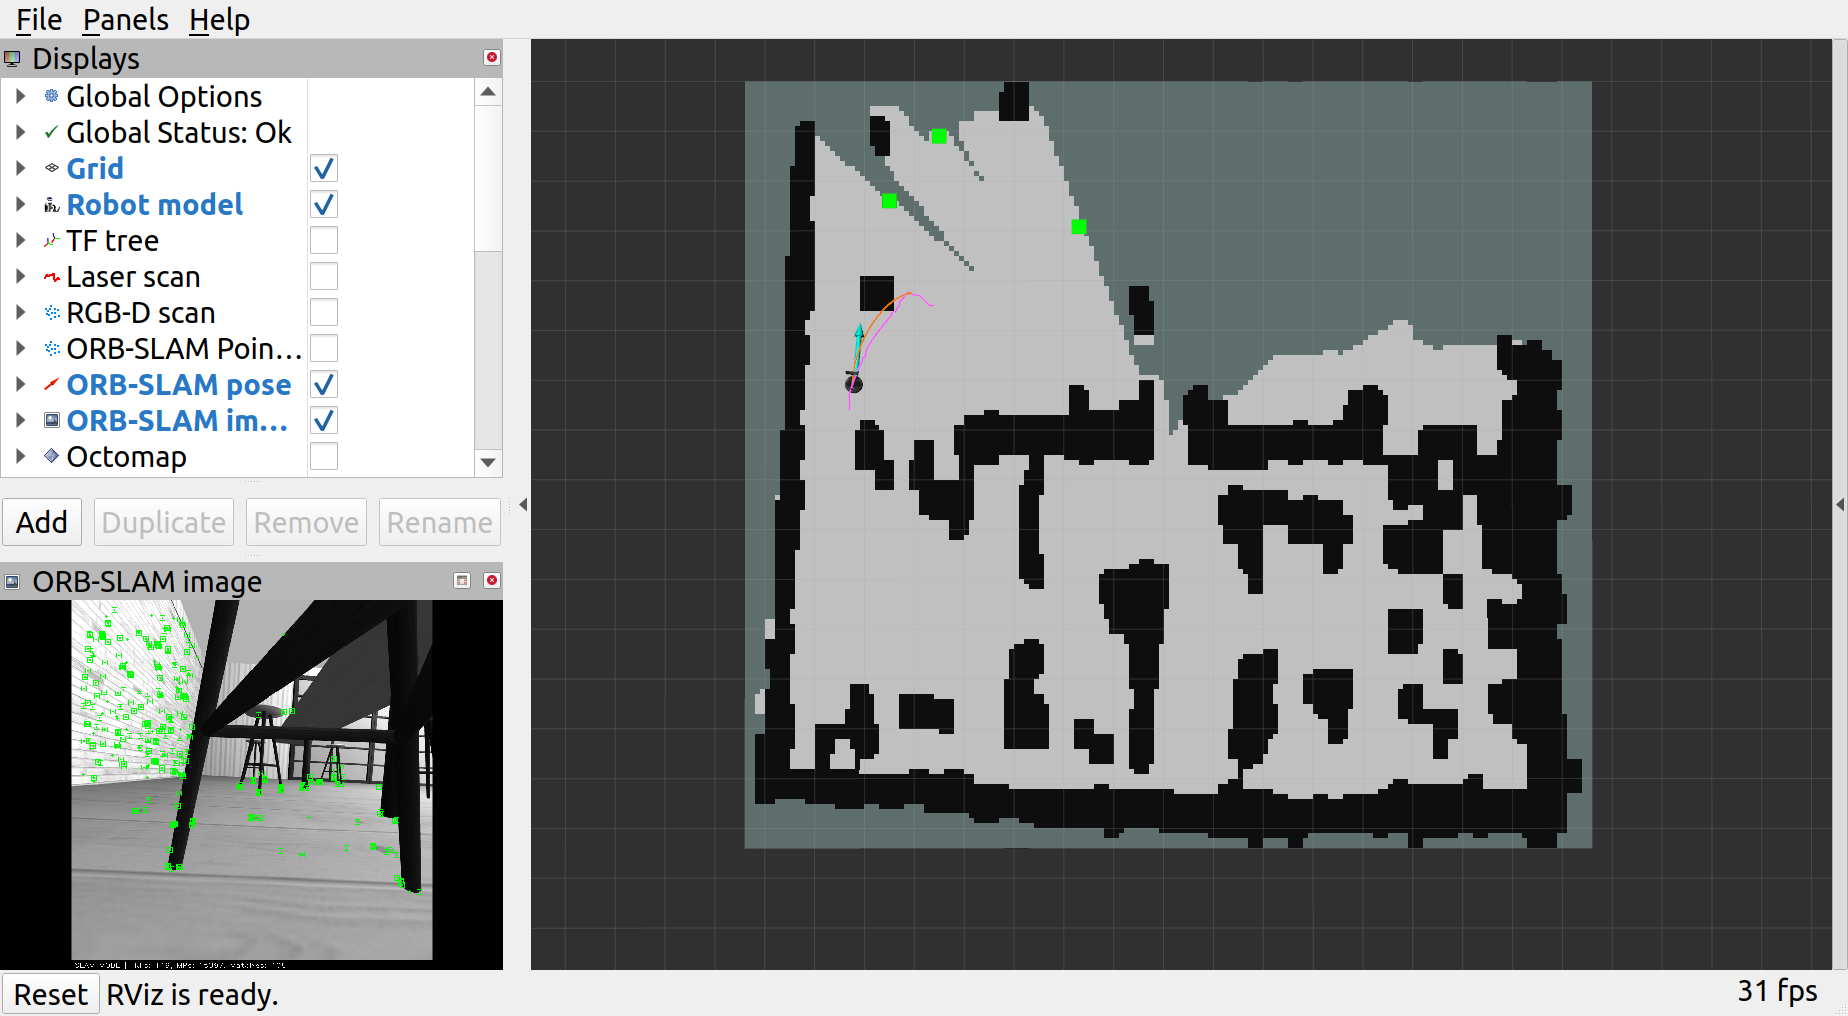 File Panels Help
Displays
Global Options
Global Status: Ok
Grid
Robot model
TF tree
Laser scan
RGB-D scan
ORB-SLAM Poin...
ORB-SLAM pose
ORB-SLAM im...
Octomap
Add Duplicate Remove Rename
ORB-SLAM image
SLAM MODE |
Reset RViz is ready.
31 fps